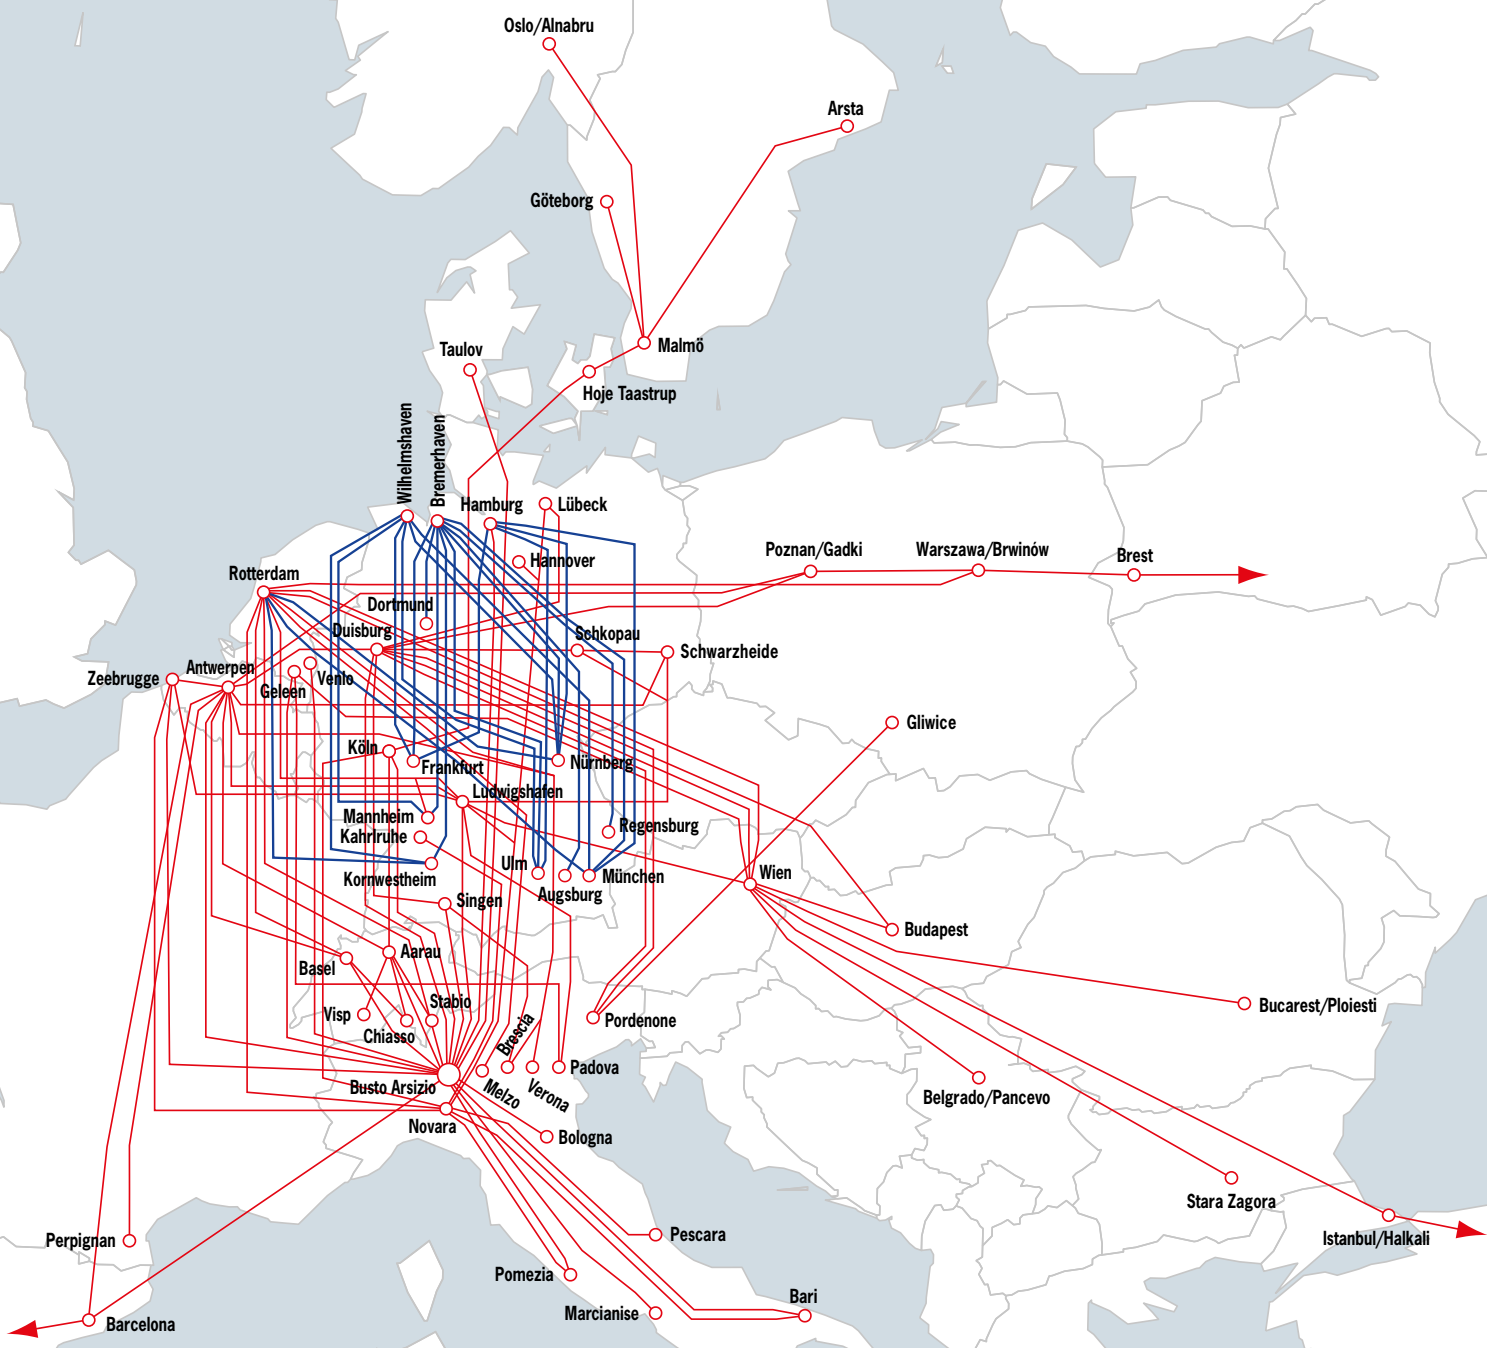 Oslo/Alnabru
Arsta
Göteborg
Malmö
Taulov
Hoje Taastrup
Wilhelmshaven
Bremerhaven
Hamburg
Lübeck
Hannover
Poznan/Gadki
Warszawa/Brwinów
Brest
Rotterdam
Dortmund
Duisburg
Schkopau
Schwarzheide
Zeebrugge
Antwerpen
Geleen
Venlo
Gliwice
Köln
Frankfurt
Nürnberg
Ludwigshafen
Mannheim
Kahrlruhe
Regensburg
Kornwestheim
Ulm
Augsburg
München
Wien
Singen
Budapest
Basel
Aarau
Stabio
Visp
Chiasso
Brescia
Pordenone
Bucarest/Ploiesti
Busto Arsizio
Melzo
Verona
Padova
Belgrado/Pancevo
Novara
Bologna
Stara Zagora
Perpignan
Pescara
Istanbul/Halkali
Pomezia
Marcianise
Bari
Barcelona